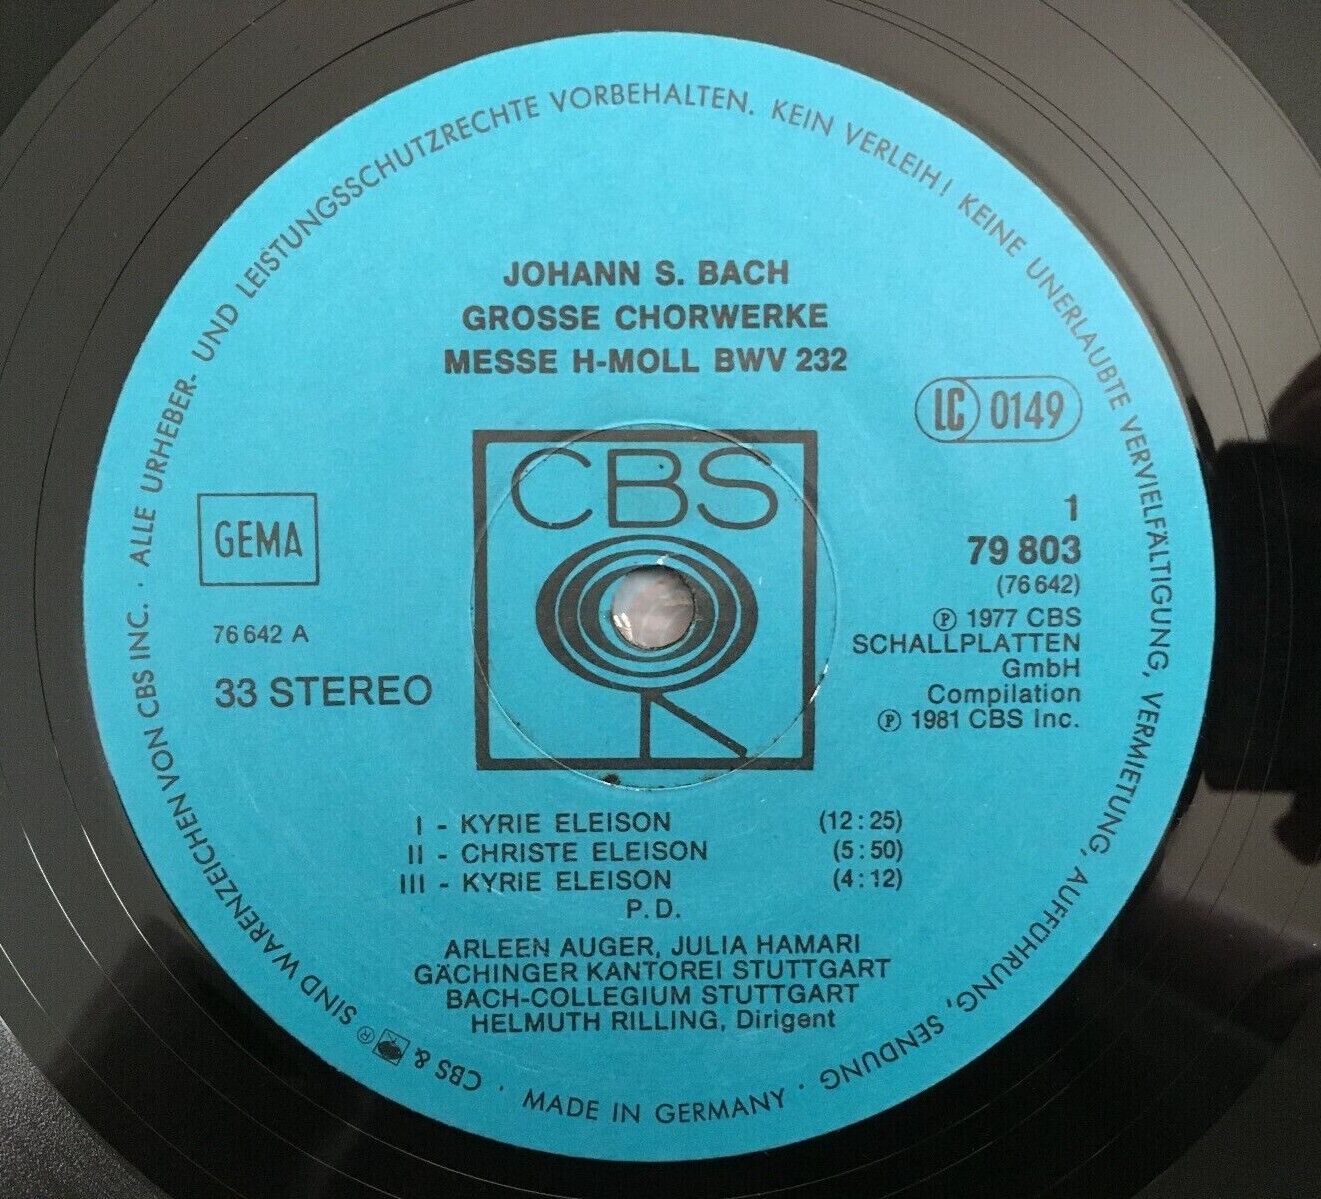 ALLE URHEBER- UND LEISTUNGSSCHUTZRECHTE VORBEHALTEN. KEIN VERLEIH! KEINE UNERLAUBTE VERVIELFÄLTIGUNG, VERMIETUNG, AUFFÜHRUNG, SENDUNG ·
JOHANN S. BACH
GROSSE CHORWERKE
MESSE H-MOLL BWV 232
LC 0149
CBS
GEMA
76 642 A
33 STEREO
1
79 803
(76 642)
Ⓟ 1977 CBS
SCHALLPLATTEN
GmbH
Compilation
Ⓟ 1981 CBS Inc.
I - KYRIE ELEISON (12:25)
II - CHRISTE ELEISON (5:50)
III - KYRIE ELEISON (4:12)
P.D.
ARLEEN AUGER, JULIA HAMARI
GÄCHINGER KANTOREI STUTTGART
BACH-COLLEGIUM STUTTGART
HELMUTH RILLING, Dirigent
CBS & ® SIND WARENZEICHEN VON CBS INC. ·
· MADE IN GERMANY